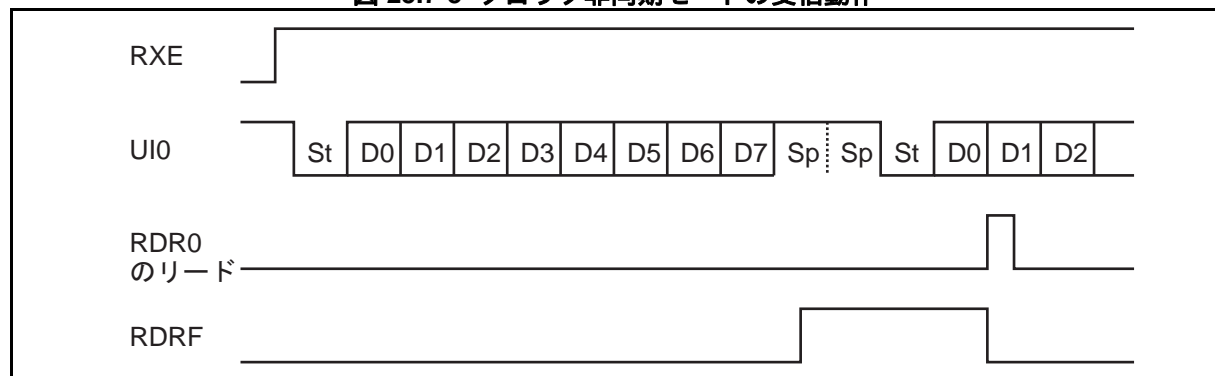 RXE
UI0
St D0 D1 D2 D3 D4 D5 D6 D7 Sp Sp St D0 D1 D2
RDR0
のリード
RDRF